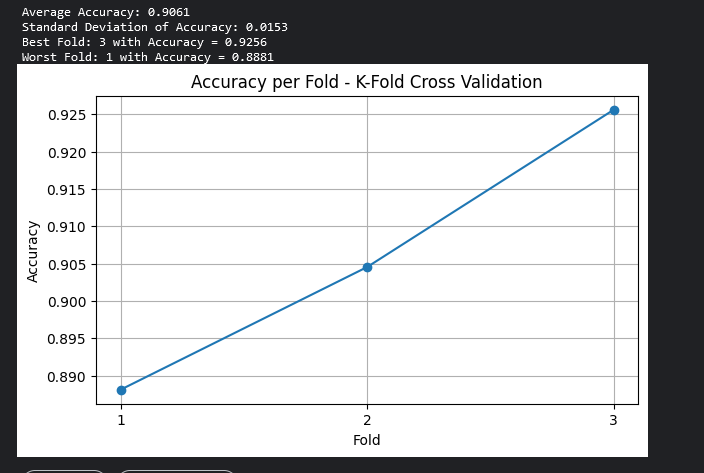 Average Accuracy: 0.9061
Standard Deviation of Accuracy: 0.0153
Best Fold: 3 with Accuracy = 0.9256
Worst Fold: 1 with Accuracy = 0.8881
Accuracy per Fold - K-Fold Cross Validation
0.925
0.920
0.915
0.910
0.905
0.900
0.895
0.890
Accuracy
1 2 3
Fold